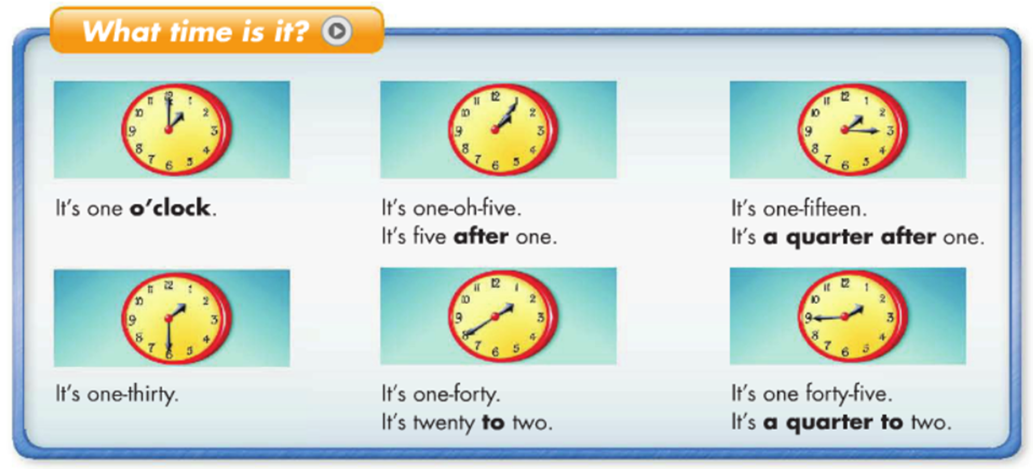 What time is it?
It's one o'clock.
It's one-oh-five.
It's five after one.
It's one-fifteen.
It's a quarter after one.
It's one-thirty.
It's one-forty.
It's twenty to two.
It's one forty-five.
It's a quarter to two.